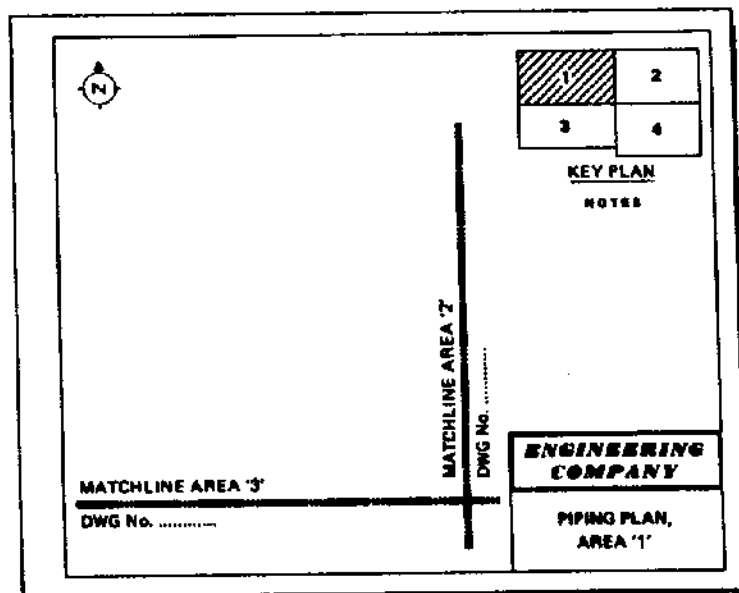 N
1
2
3
4
KEY PLAN
NOTES
MATCHLINE AREA '2'
DWG No. ............
MATCHLINE AREA '3'
DWG No. ............
ENGINEERING
COMPANY
PIPING PLAN,
AREA '1'